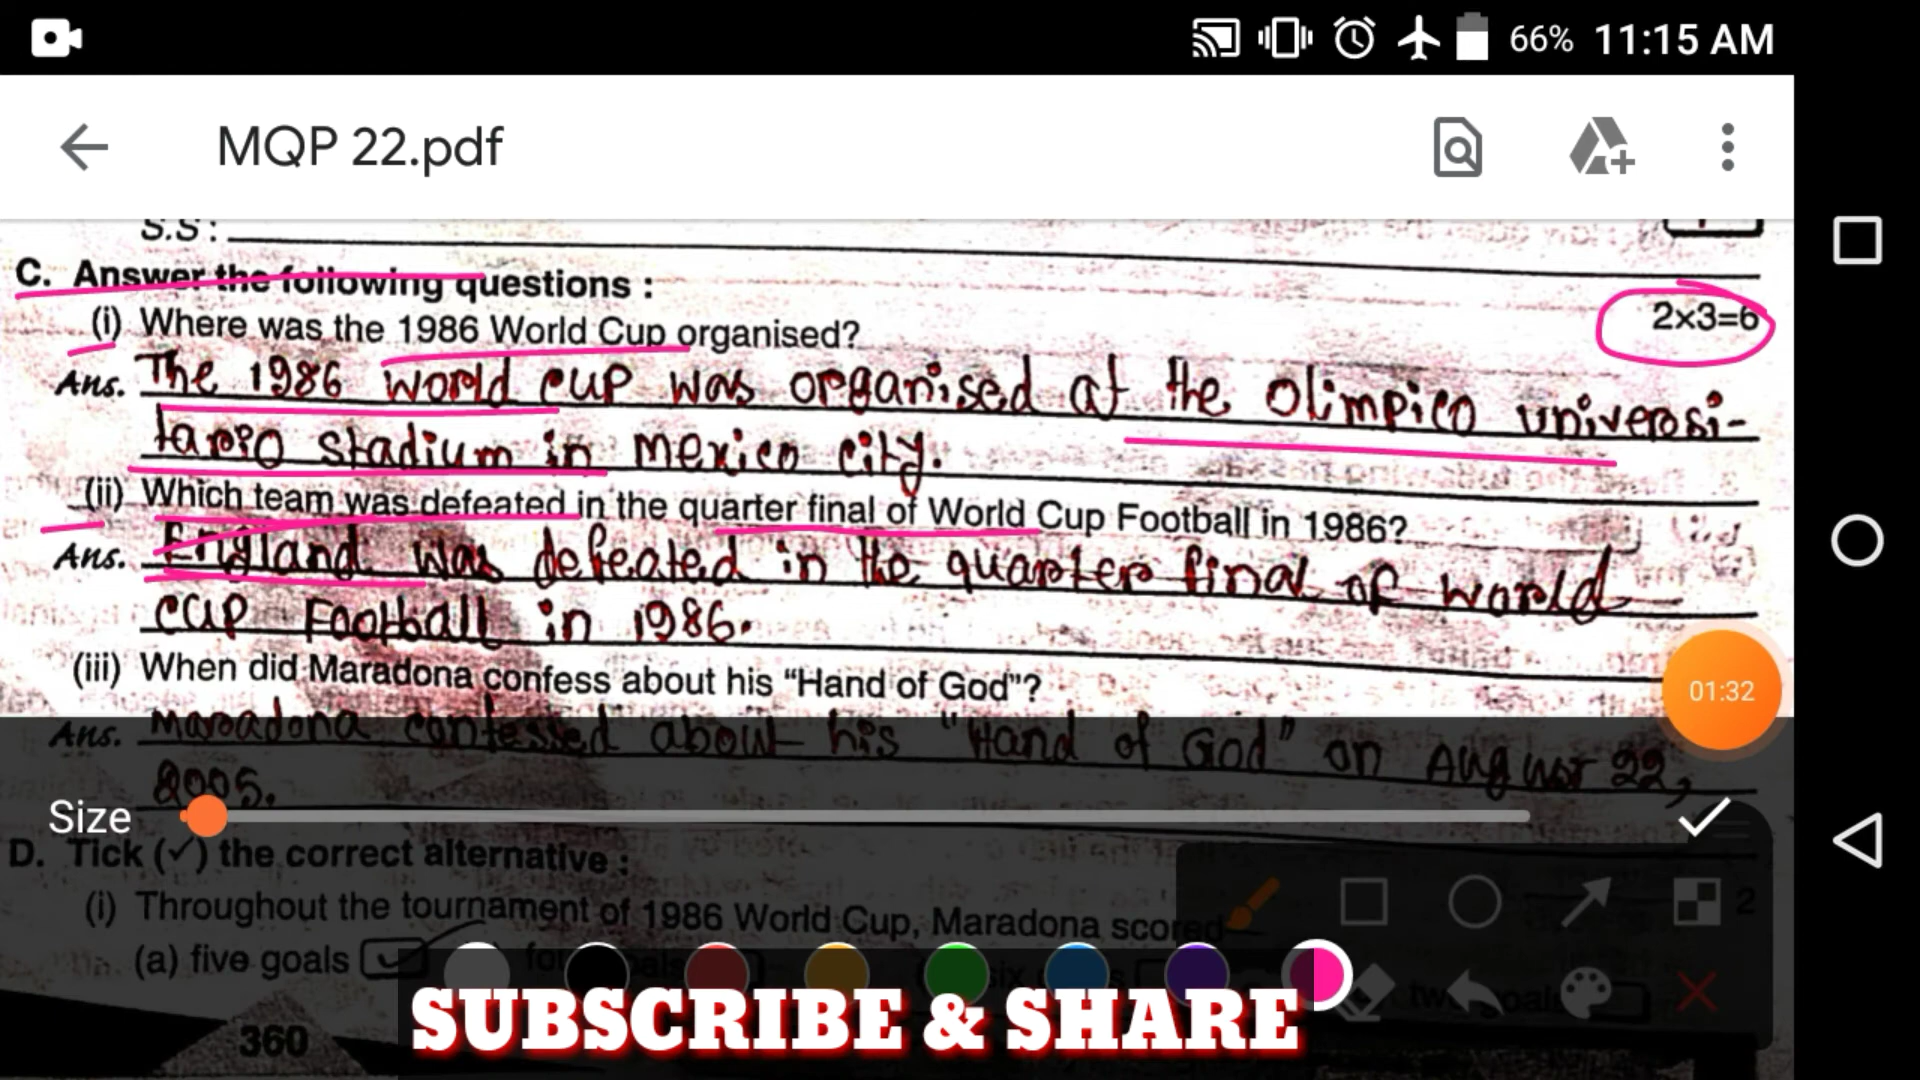 66% 11:15 AM
MQP 22.pdf
S.S :
C. Answer the following questions :
2×3=6
(i) Where was the 1986 World Cup organised?
Ans. The 1986 world cup was organised at the Olimpico universi-
tario stadium in mexico city.
(ii) Which team was defeated in the quarter final of World Cup Football in 1986?
Ans. England was defeated in the quarter final of world
cup Football in 1986.
(iii) When did Maradona confess about his “Hand of God”?
01:32
Ans. Maradona confessed about his "Hand of God" on August 22,
2005.
Size
D. Tick (✓) the correct alternative :
(i) Throughout the tournament of 1986 World Cup, Maradona scored
2
(a) five goals
six
two goals
SUBSCRIBE & SHARE
360